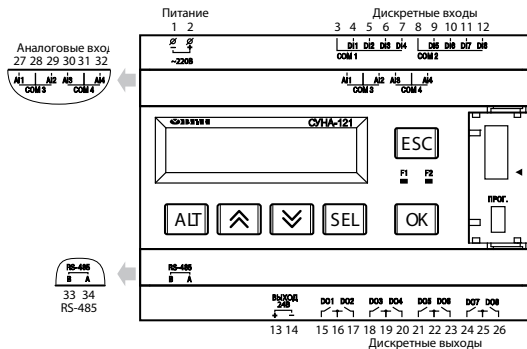 Питание
1 2
~220В
Дискретные входы
3 4 5 6 7 8 9 10 11 12
DI1 DI2 DI3 DI4 DI5 DI6 DI7 DI8
COM 1 COM 2
Аналоговые вхо
27 28 29 30 31 32
AI1 AI2 AI3 AI4
COM 3 COM 4
AI1 AI2 AI3 AI4
COM 3 COM 4
СУНА-121
ESC
F1 F2
ПРОГ.
ALT SEL OK
RS-485
B A
33 34
RS-485
RS-485
B A
ВЫХОД
24В
+ −
DO1 DO2 DO3 DO4 DO5 DO6 DO7 DO8
13 14 15 16 17 18 19 20 21 22 23 24 25 26
Дискретные выходы